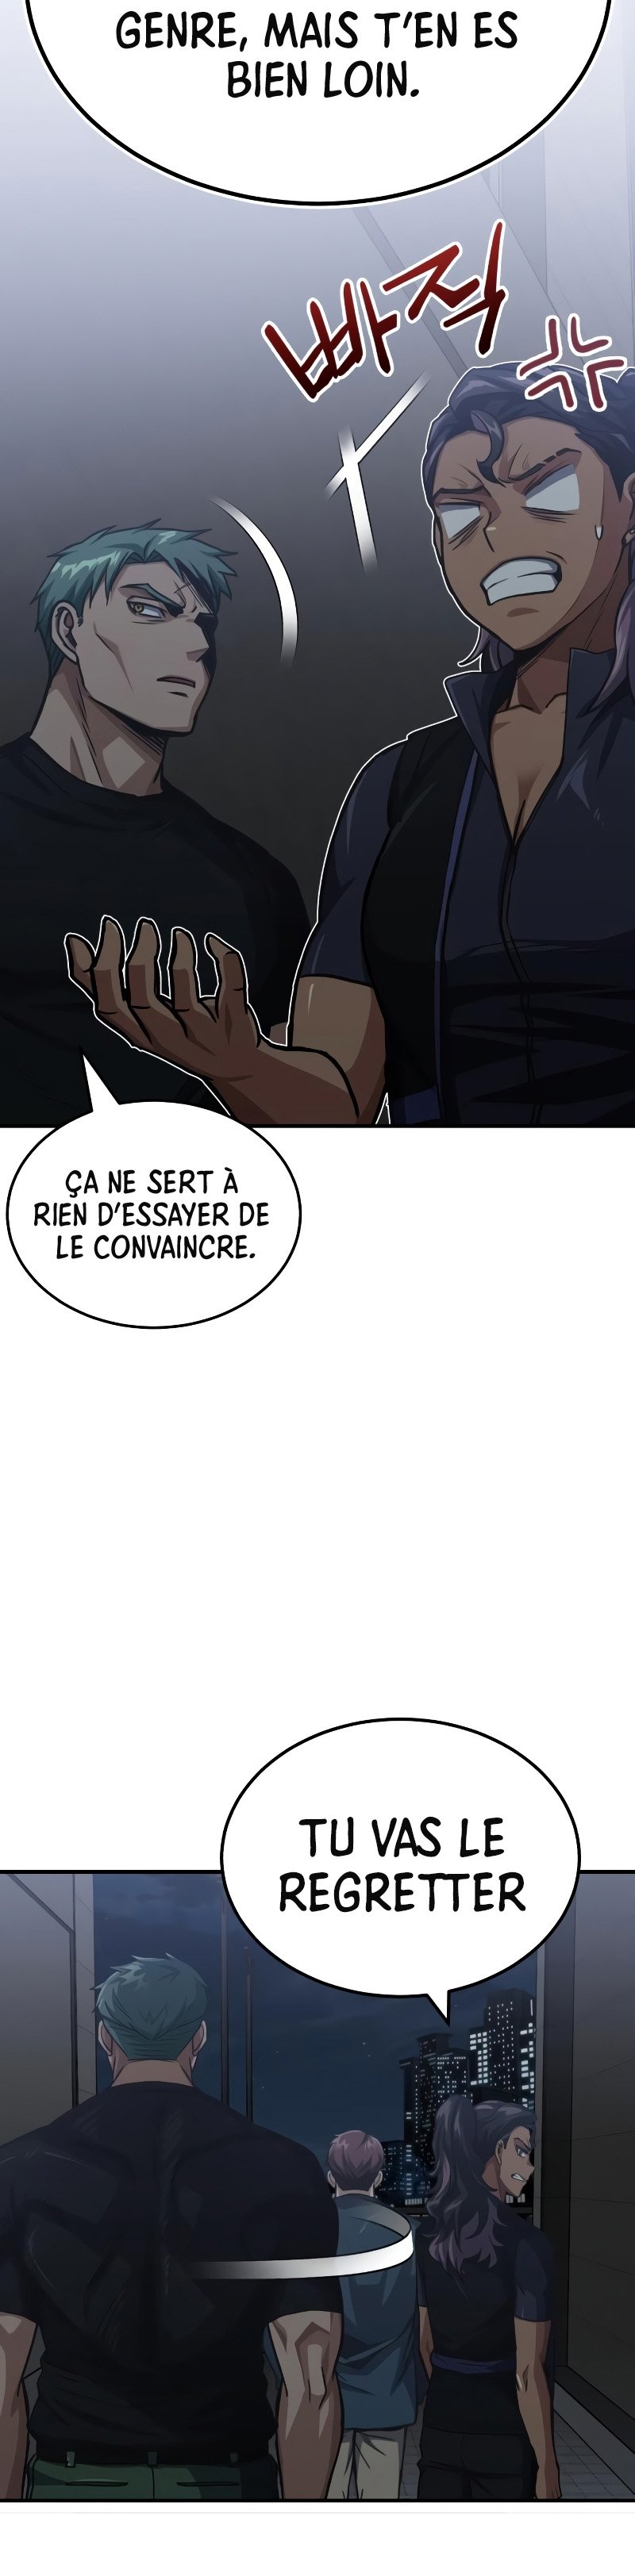 GENRE, MAIS T'EN ES
BIEN LOIN.
빠직
ÇA NE SERT À
RIEN D'ESSAYER DE
LE CONVAINCRE.
TU VAS LE
REGRETTER